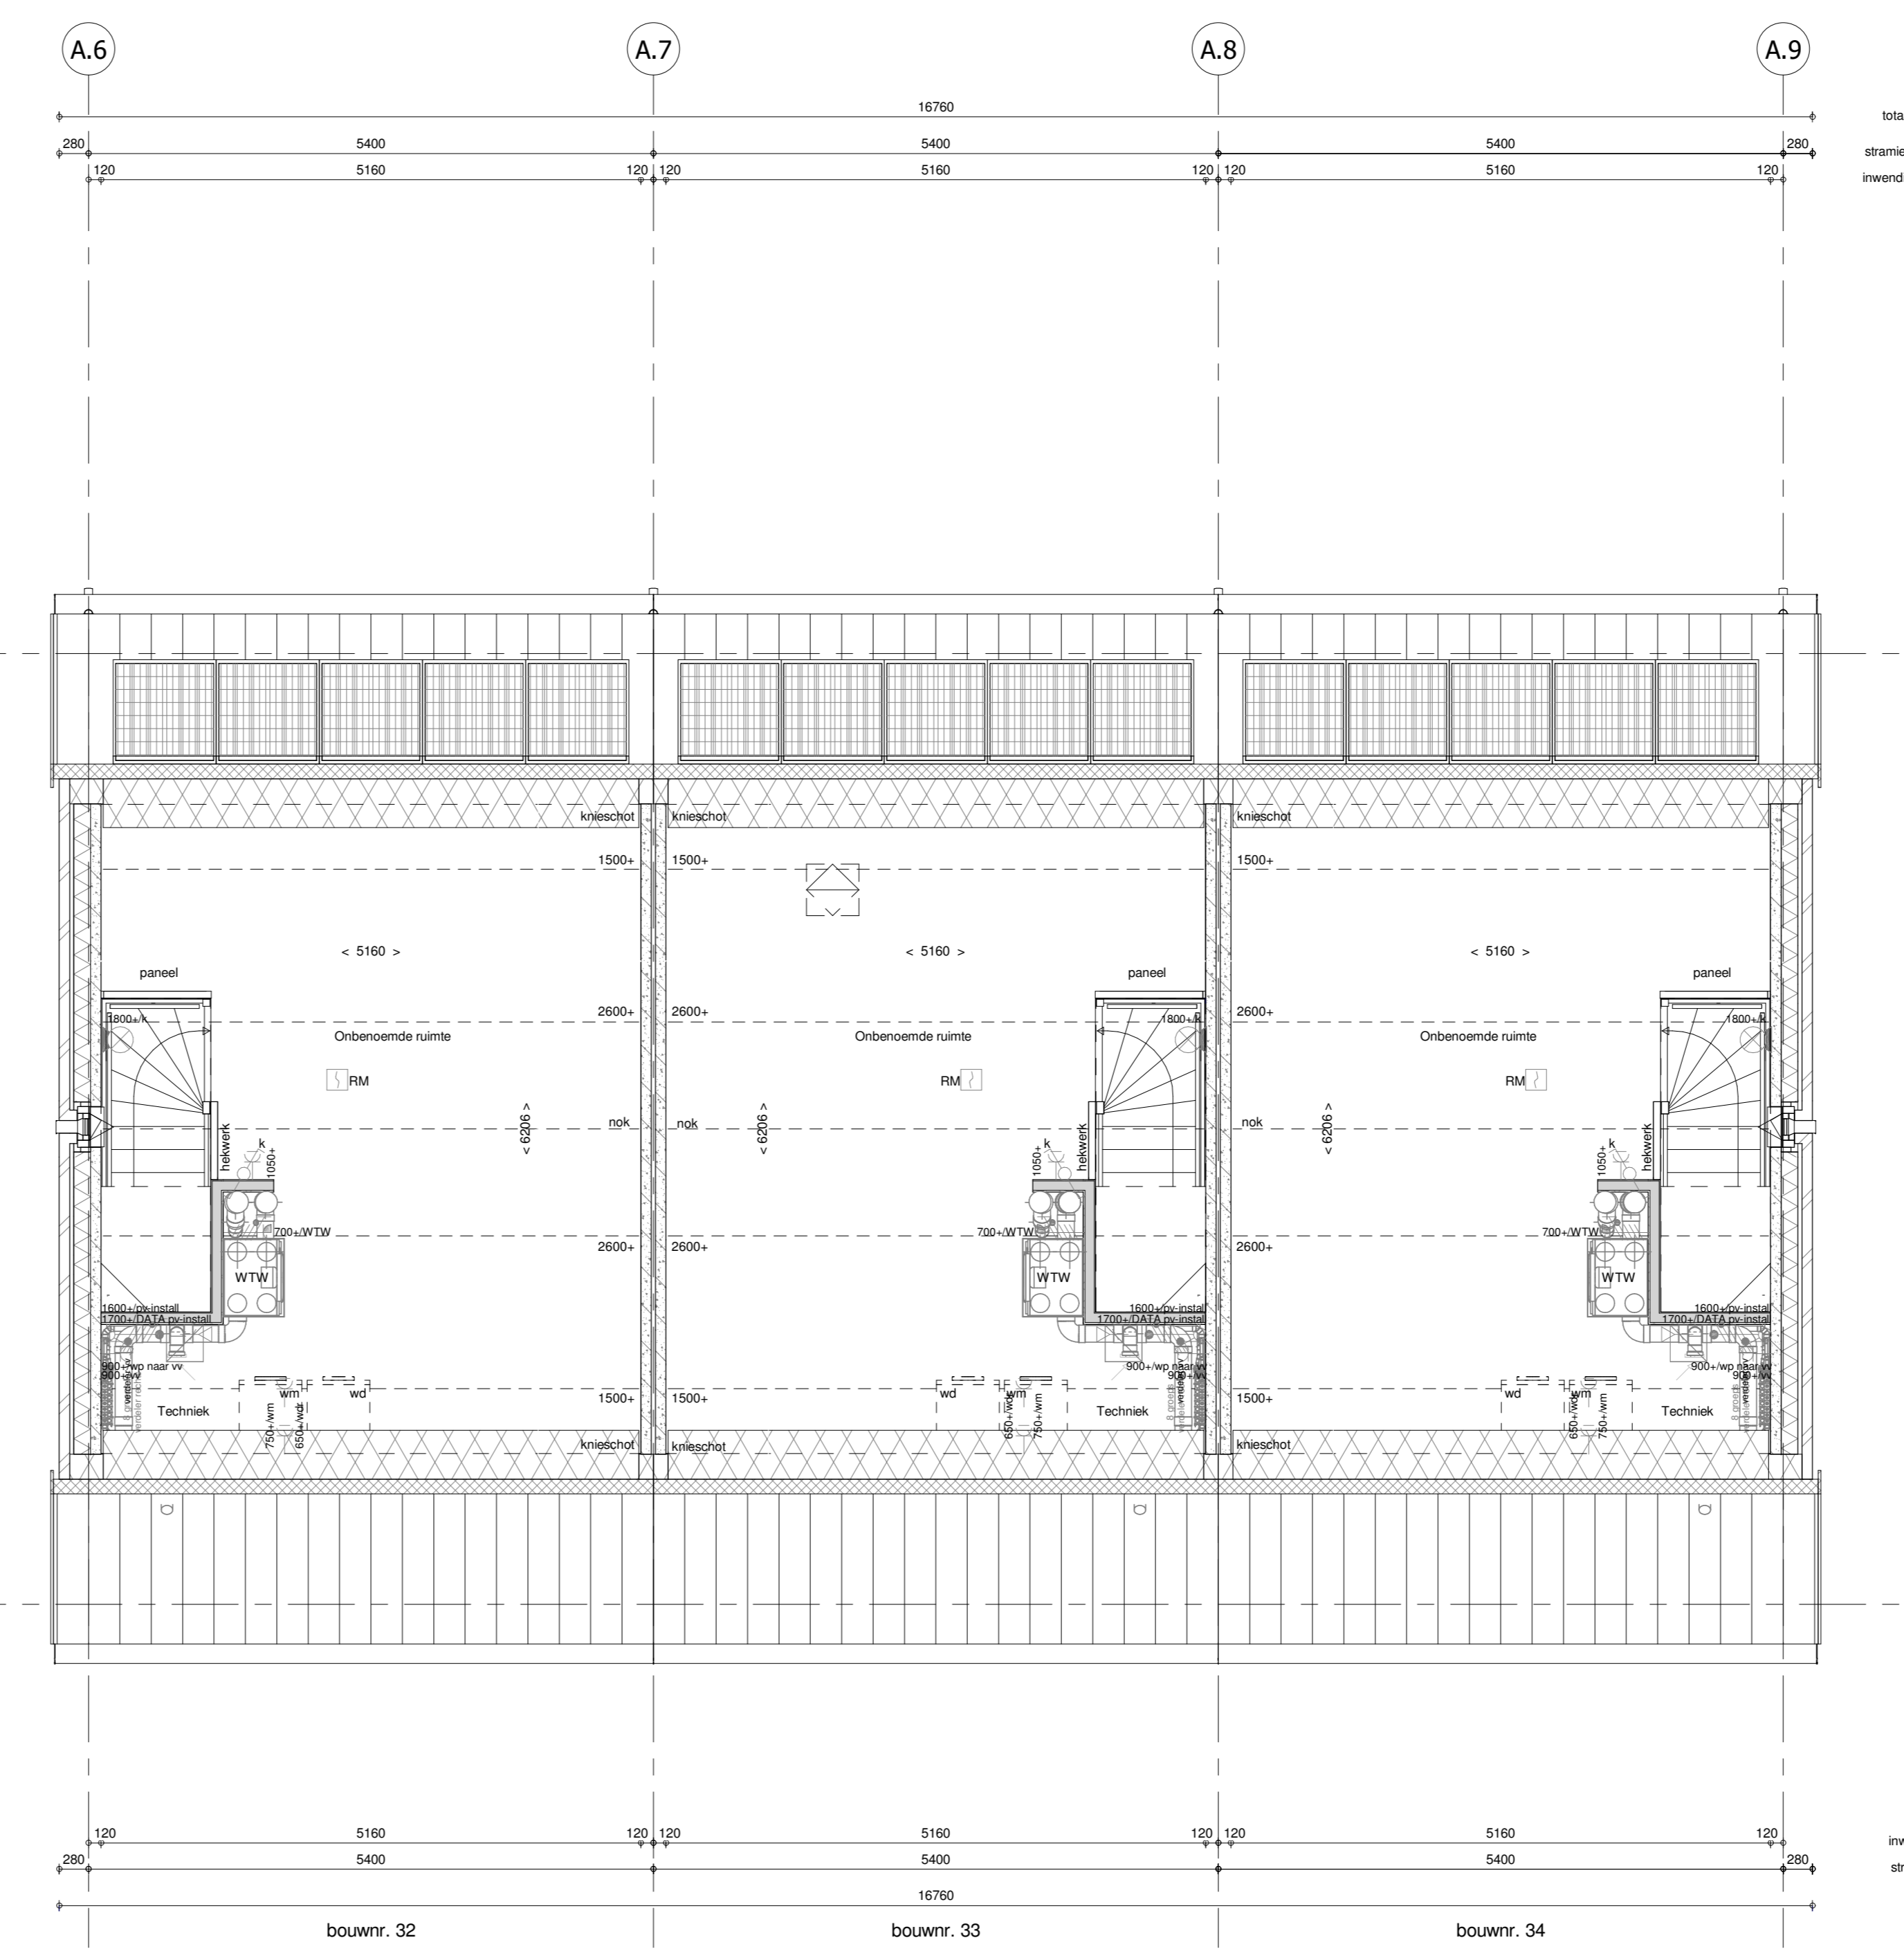 A.6 A.7 A.8 A.9
16760
tota
280 5400 5400 5400 280
stramie
120 5160 120 120 5160 120 120 5160 120
inwend
knieschot knieschot knieschot
1500+ 1500+ 1500+
< 5160 > < 5160 > < 5160 >
paneel paneel paneel
2600+ 2600+ 2600+
1800+/k 1800+/k 1800+/k
Onbenoemde ruimte Onbenoemde ruimte Onbenoemde ruimte
RM RM RM
< 6206 > < 6206 > < 6206 >
nok nok nok
hekwerk hekwerk hekwerk
k k k
1050+ 1050+ 1050+
700+/WTW 700+/WTW 700+/WTW
2600+ 2600+ 2600+
WTW WTW WTW
1600+/pv-install 1600+/pv-install 1600+/pv-install
1700+/DATA pv-install 1700+/DATA pv-install 1700+/DATA pv-install
900+/wp naar vv 900+/wp naar vv 900+/wp naar vv
900+/vv 900+/vv 900+/vv
wm wd wd wm wd wm
1500+ 1500+ 1500+
Techniek Techniek Techniek
750+/wm 650+/wdr 650+/wdr 750+/wm 650+/wdr 750+/wm
knieschot knieschot knieschot
120 5160 120 120 5160 120 120 5160 120
inw
280 5400 5400 5400 280
str
16760
bouwnr. 32 bouwnr. 33 bouwnr. 34